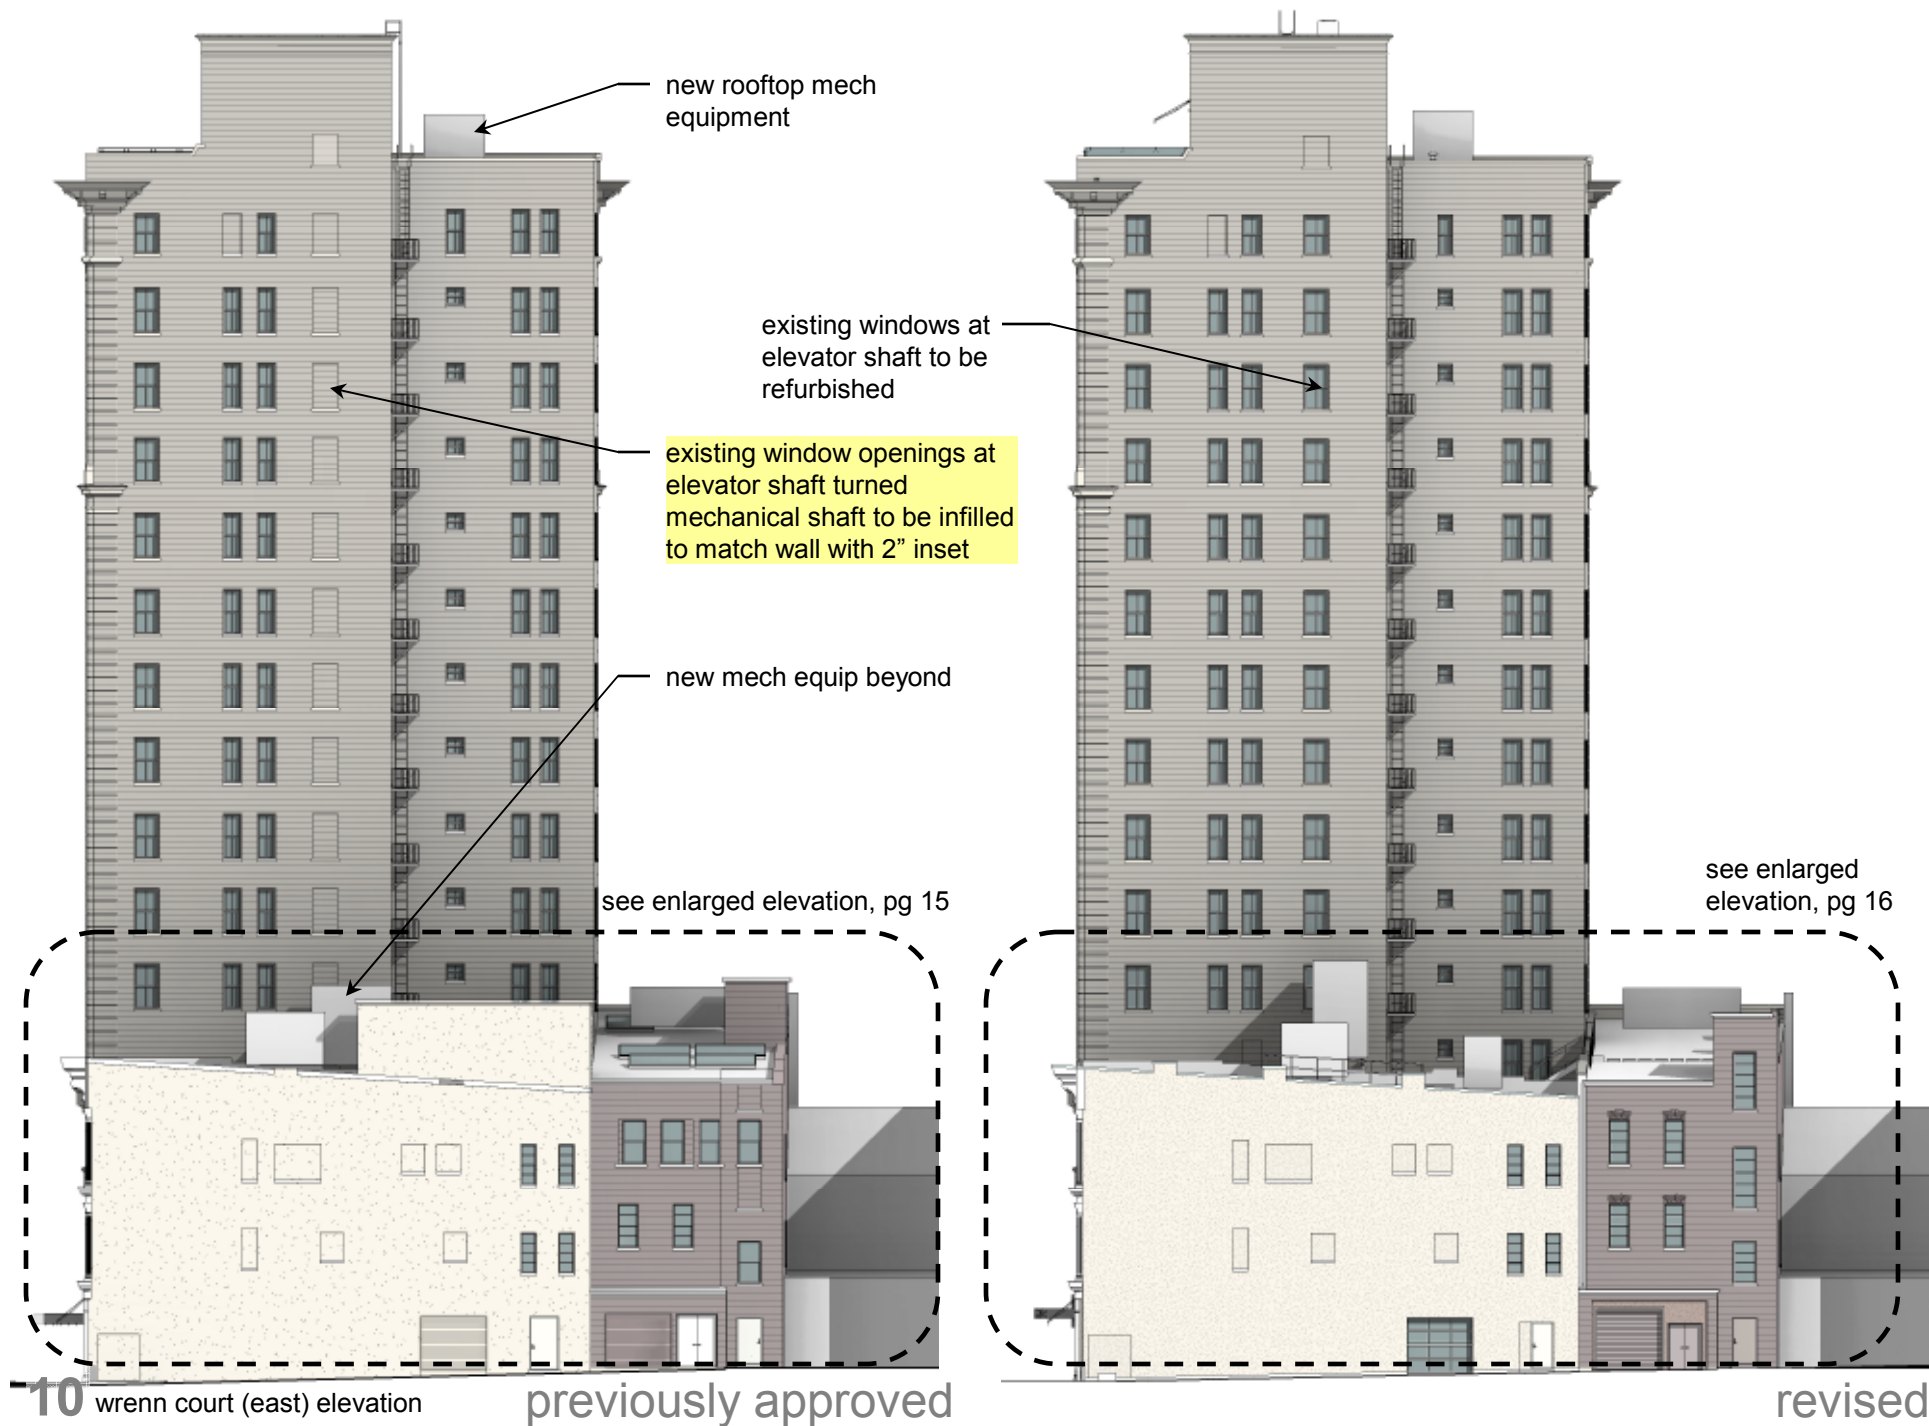 new rooftop mech
equipment
existing windows at
elevator shaft to be
refurbished
existing window openings at
elevator shaft turned
mechanical shaft to be infilled
to match wall with 2” inset
new mech equip beyond
see enlarged elevation, pg 15
see enlarged
elevation, pg 16
10 wrenn court (east) elevation
previously approved
revised